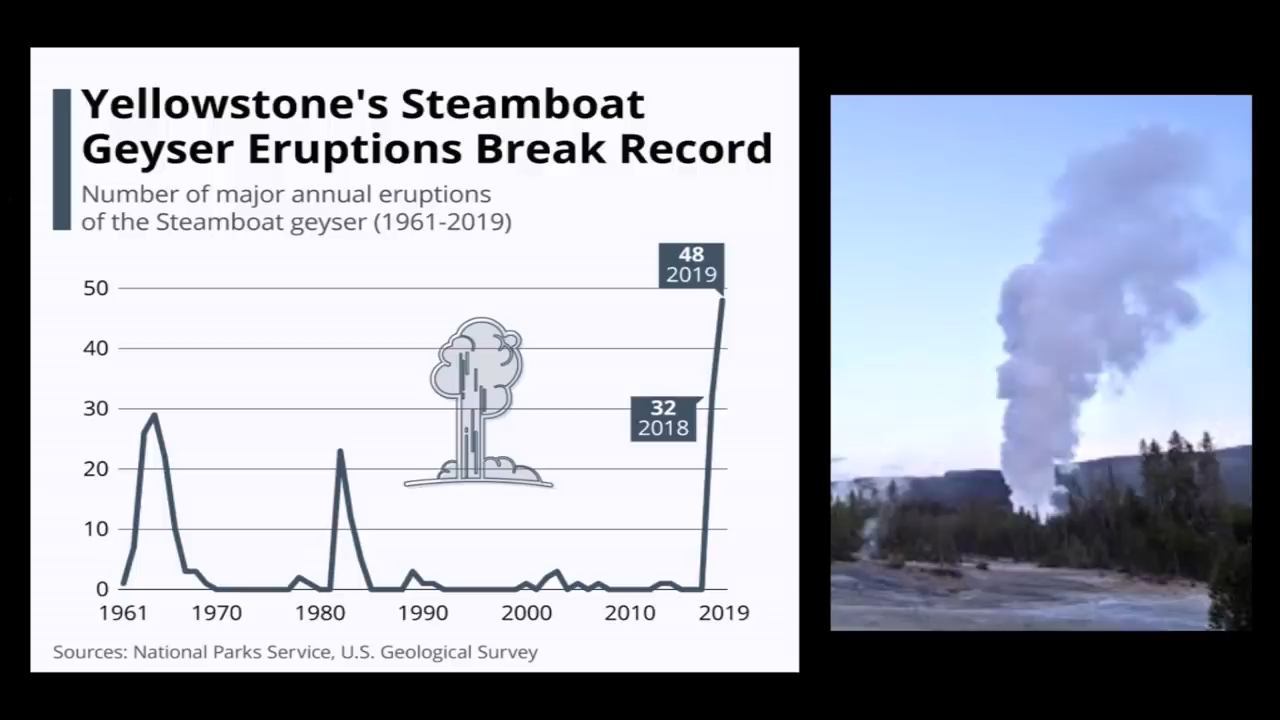 Yellowstone's Steamboat
Geyser Eruptions Break Record
Number of major annual eruptions
of the Steamboat geyser (1961-2019)
48
2019
50
40
32
2018
30
20
10
0
1961 1970 1980 1990 2000 2010 2019
Sources: National Parks Service, U.S. Geological Survey